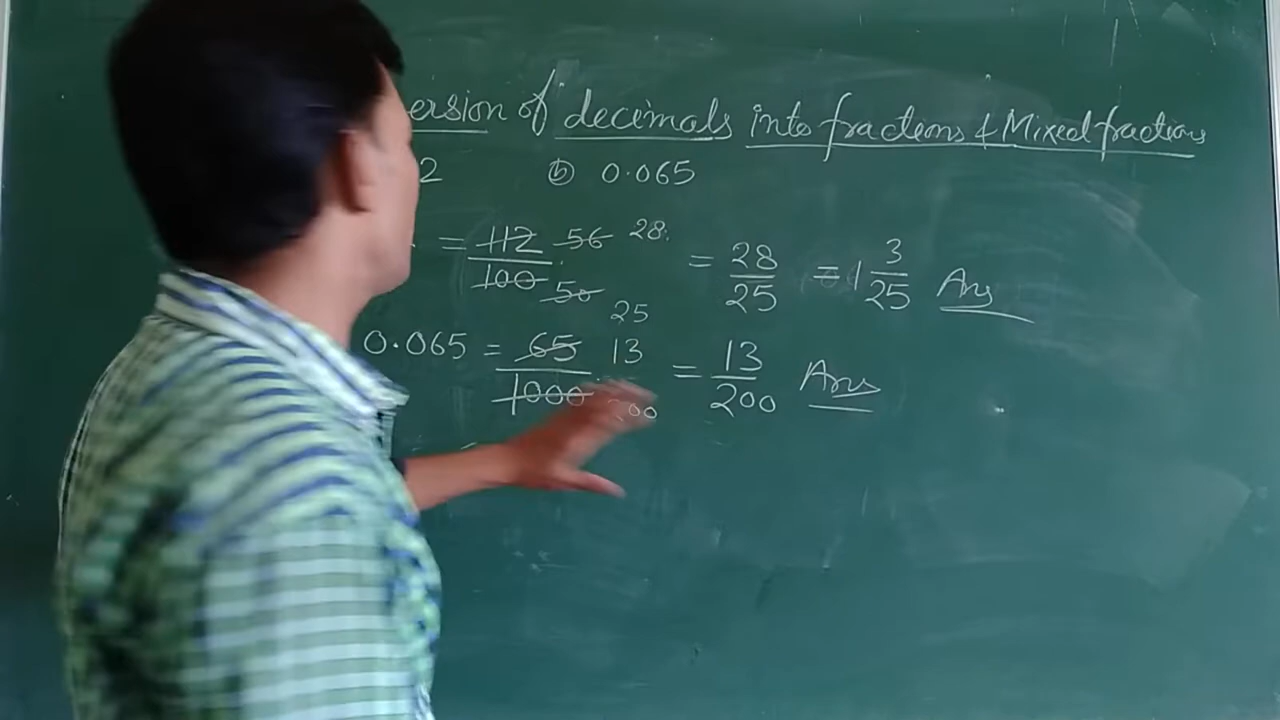 ersion of decimals into fractions & Mixed fractions
2 ⓑ 0.065
= 112/100 56/50 28/25 = 28/25 = 1 3/25 Ans
0.065 = 65/1000 13/200 = 13/200 Ans